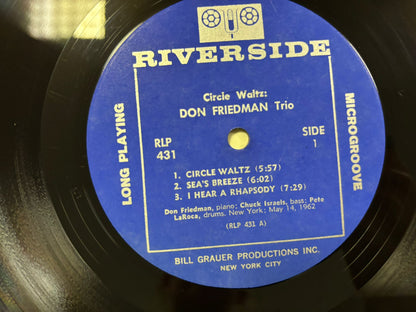 RIVERSIDE
Circle Waltz:
DON FRIEDMAN Trio
RLP
431
SIDE
1
LONG PLAYING
MICROGROOVE
1. CIRCLE WALTZ (5:57)
2. SEA'S BREEZE (6:02)
3. I HEAR A RHAPSODY (7:29)
Don Friedman, piano; Chuck Israels, bass; Pete
LaRoca, drums. New York; May 14, 1962
(RLP 431 A)
BILL GRAUER PRODUCTIONS INC.
NEW YORK CITY